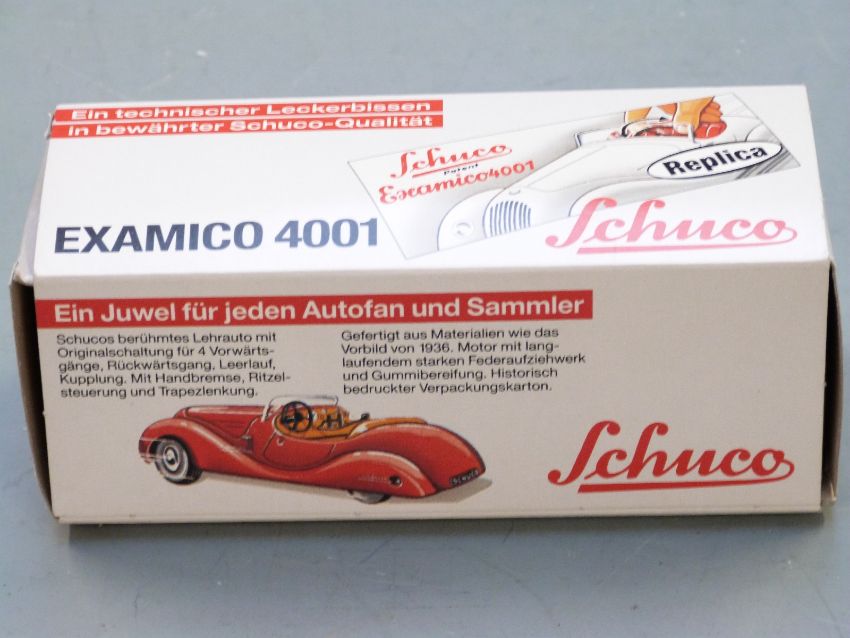 Ein technischer Leckerbissen
in bewährter Schuco-Qualität
Schuco
Patent
Examico 4001
Replica
EXAMICO 4001
Schuco
Ein Juwel für jeden Autofan und Sammler
Schucos berühmtes Lehrauto mit
Originalschaltung für 4 Vorwärts-
gänge, Rückwärtsgang, Leerlauf,
Kupplung. Mit Handbremse, Ritzel-
steuerung und Trapezlenkung.
Gefertigt aus Materialien wie das
Vorbild von 1936. Motor mit lang-
laufendem starken Federaufziehwerk
und Gummibereifung. Historisch
bedruckter Verpackungskarton.
Schuco
SCHUCO